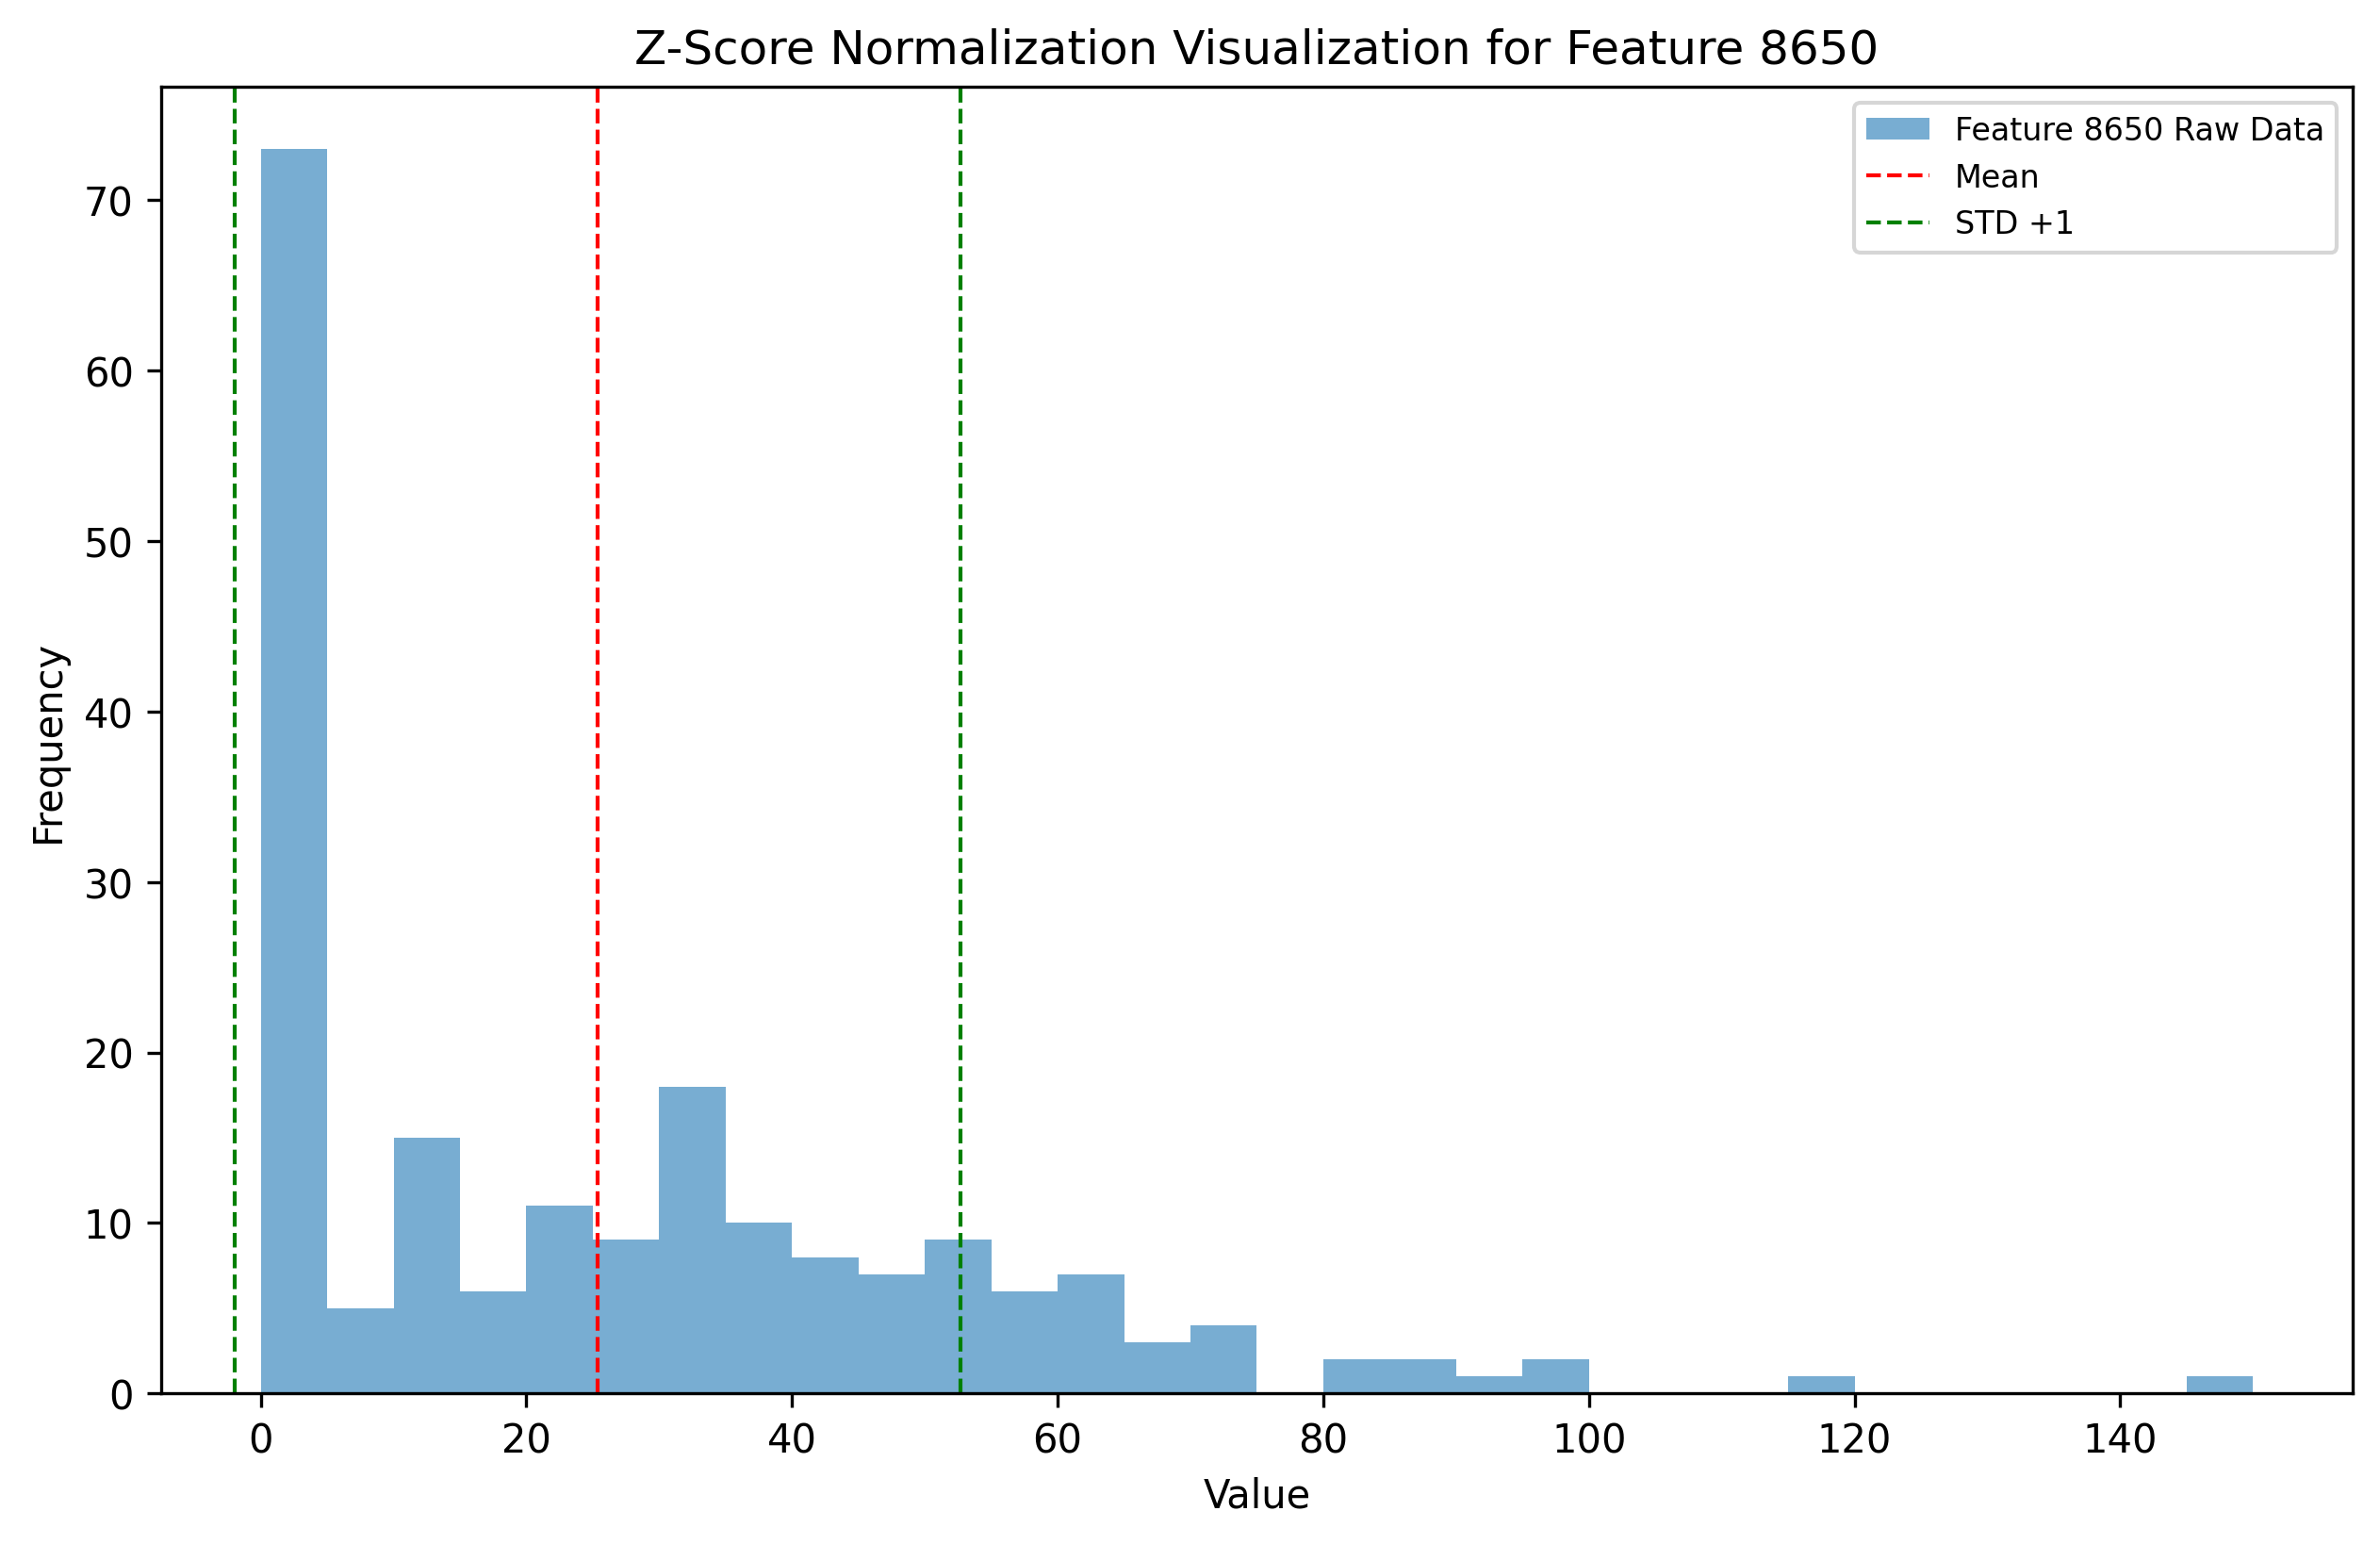 Z-Score Normalization Visualization for Feature 8650
Feature 8650 Raw Data
Mean
STD +1
70
60
50
40
30
20
10
0
Frequency
0 20 40 60 80 100 120 140
Value